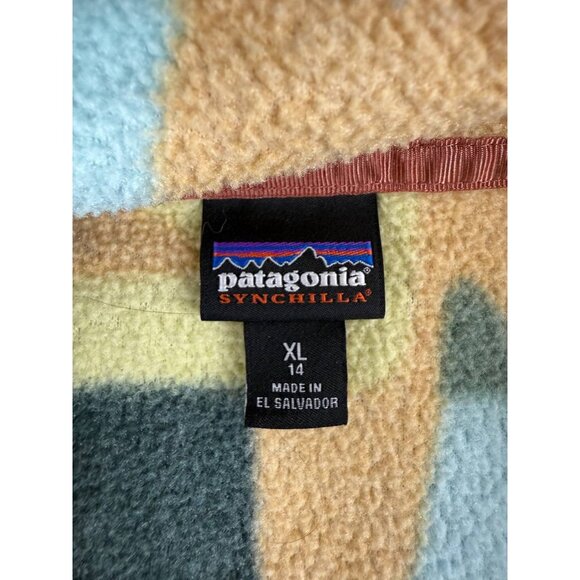 patagonia®
SYNCHILLA®
XL
14
MADE IN
EL SALVADOR